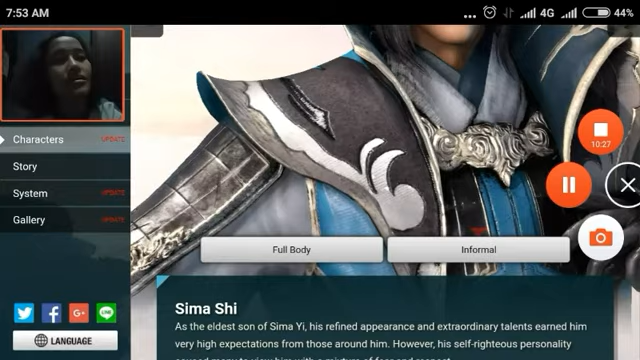 7:53 AM
4G
44%
Characters UPDATE
Story
System UPDATE
Gallery UPDATE
LANGUAGE
10:27
Full Body
Informal
Sima Shi
As the eldest son of Sima Yi, his refined appearance and extraordinary talents earned him
very high expectations from those around him. However, his self-righteous personality